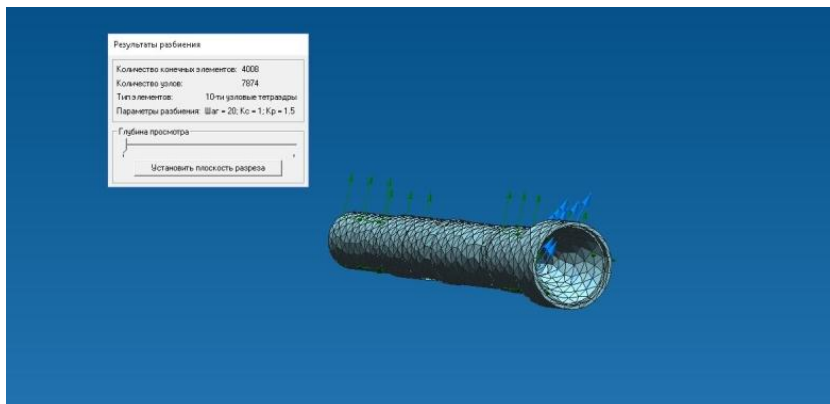 Результаты разбиения
Количество конечных элементов: 4008
Количество узлов: 7874
Тип элементов: 10-ти узловые тетраэдры
Параметры разбиения: Шаг = 20; Кс = 1; Кр = 1.5
Глубина просмотра
Установить плоскость разреза